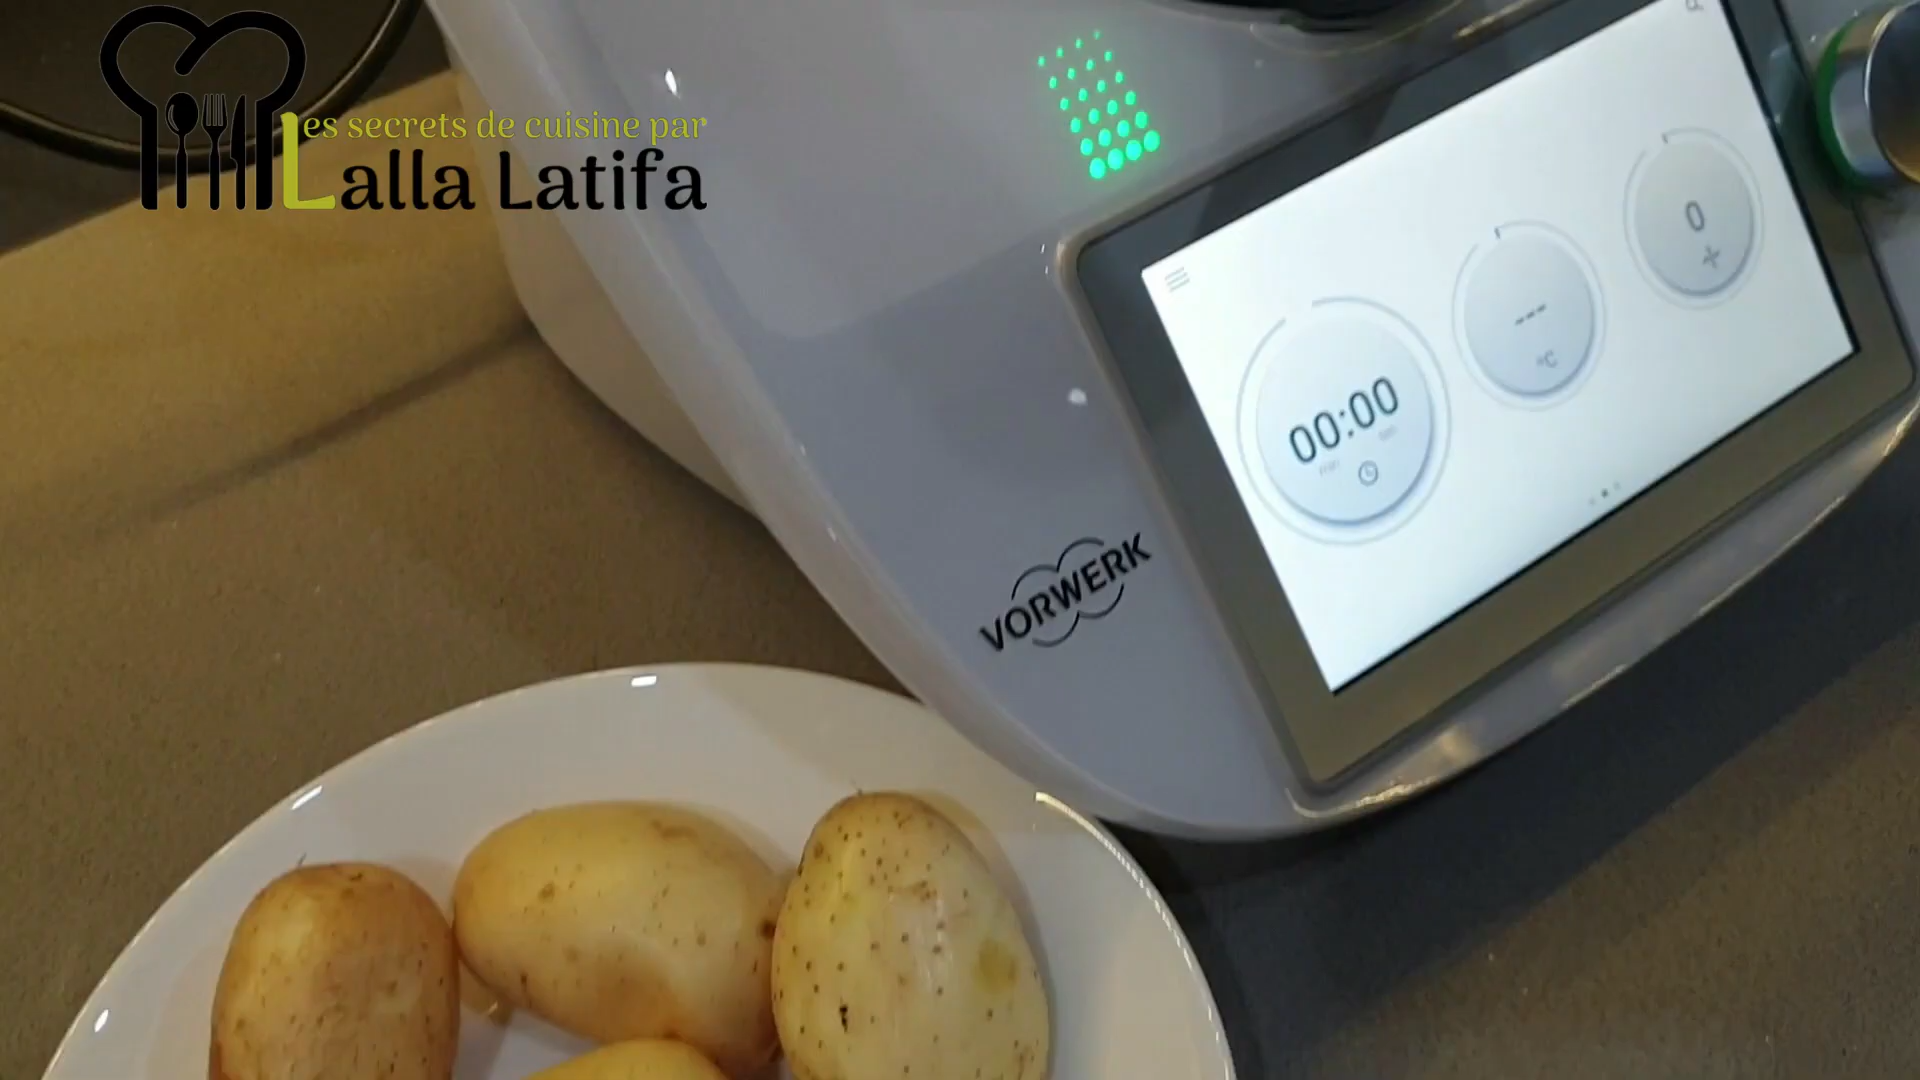 Les secrets de cuisine par
Lalla Latifa
00:00
---
°C
0
VORWERK